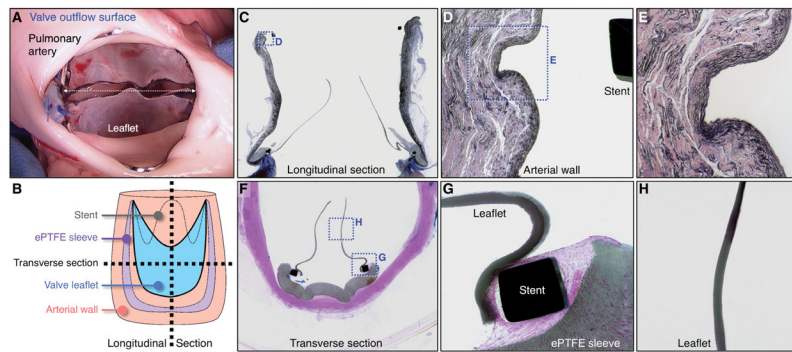 A
Valve outflow surface
Pulmonary
artery
Leaflet
B
Stent
ePTFE sleeve
Transverse section
Valve leaflet
Arterial wall
Longitudinal
Section
C
D
Longitudinal section
D
E
Stent
Arterial wall
E
F
H
G
Transverse section
G
Leaflet
Stent
ePTFE sleeve
H
Leaflet